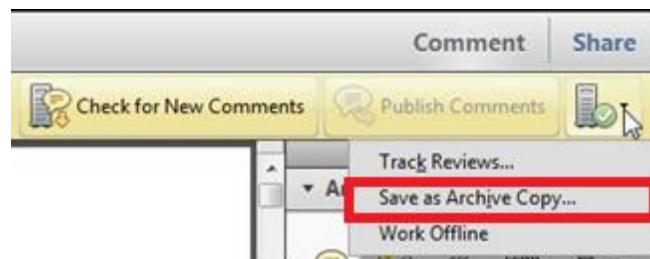 Comment Share
Check for New Comments Publish Comments
Track Reviews...
Save as Archive Copy...
Work Offline